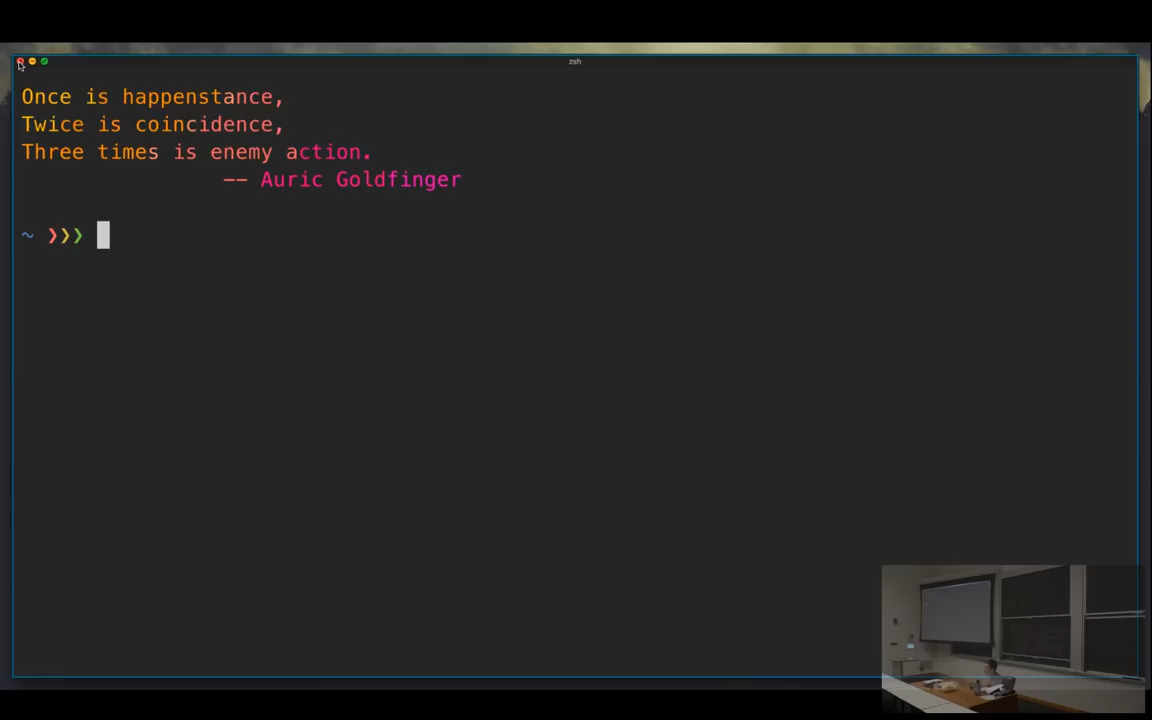 zsh
Once is happenstance,
Twice is coincidence,
Three times is enemy action.
-- Auric Goldfinger
~ ❯❯❯